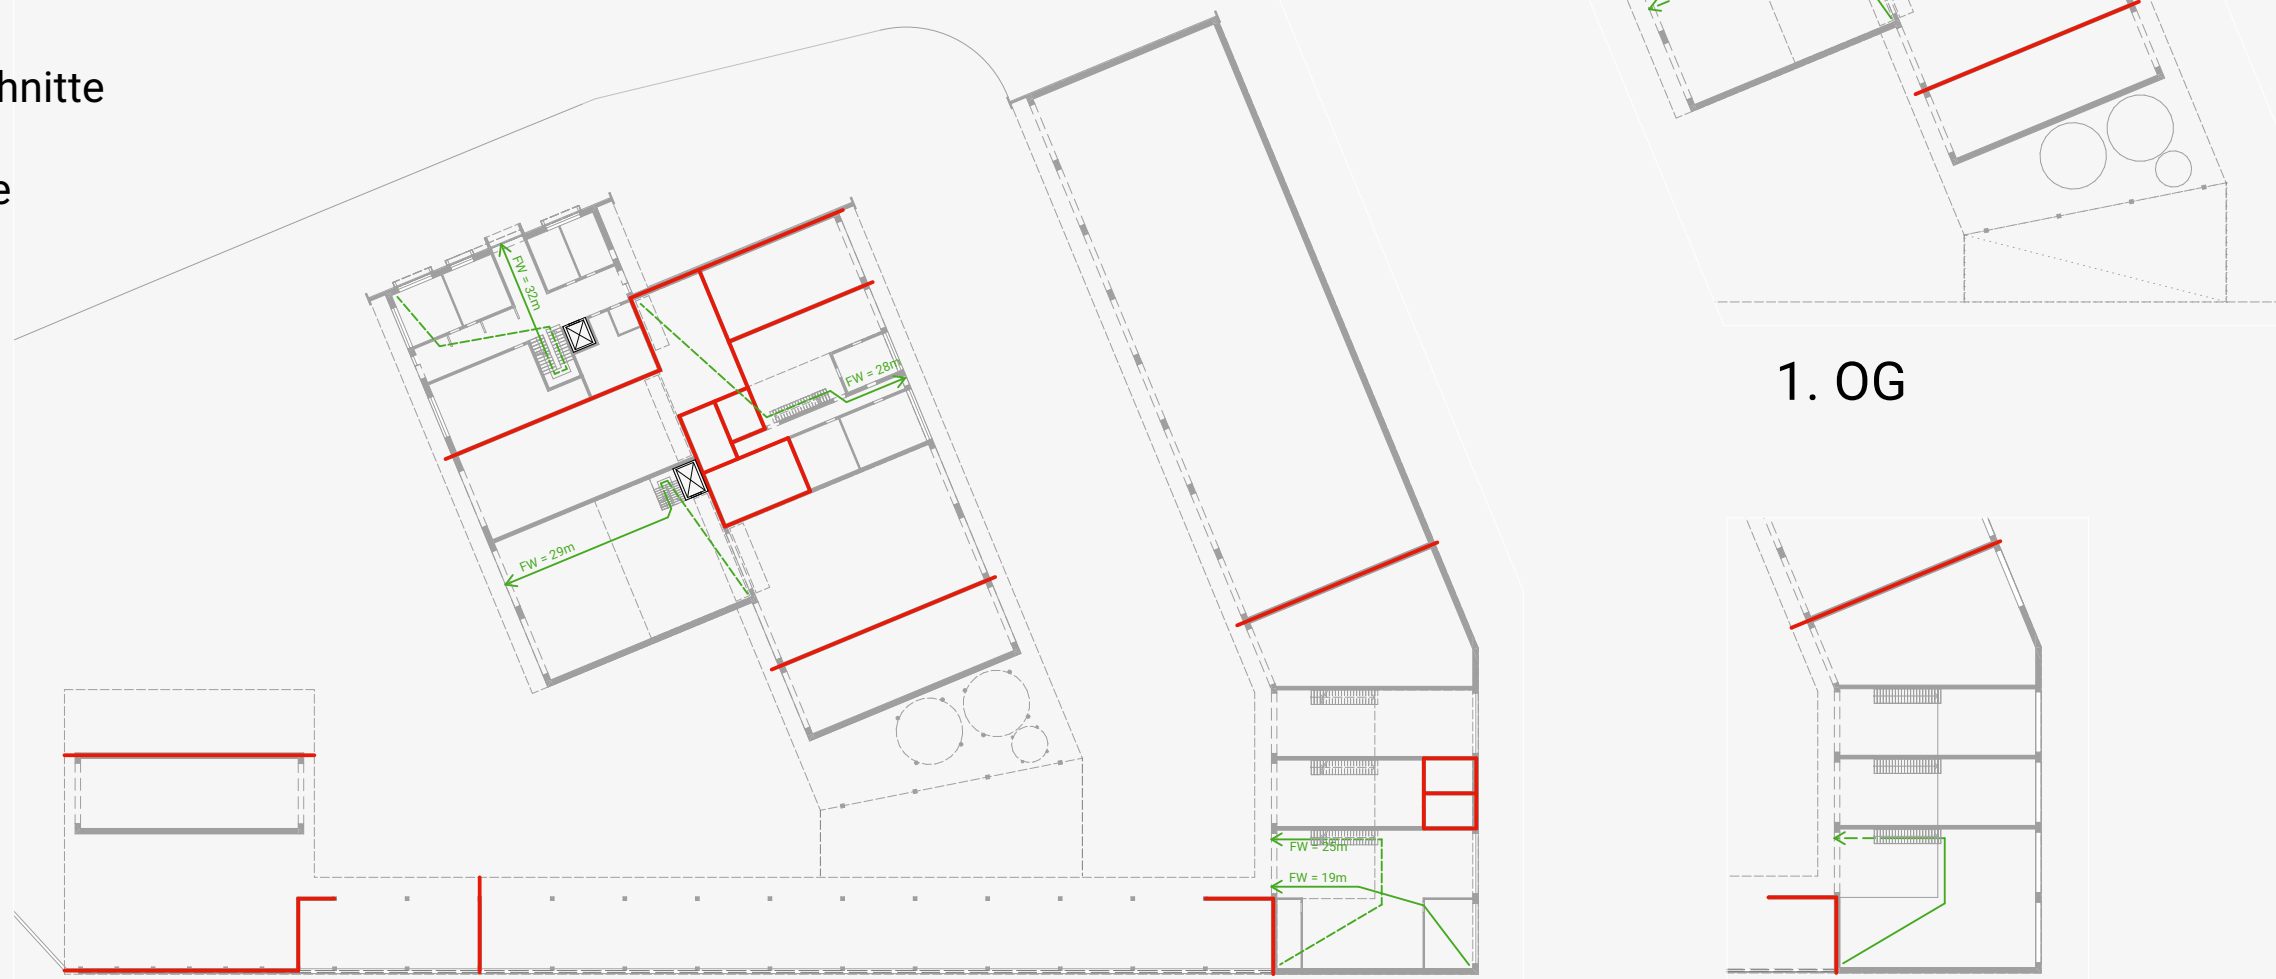 hnitte
e
FW = 32m
FW = 28m
1. OG
FW = 29m
FW = 25m
FW = 19m